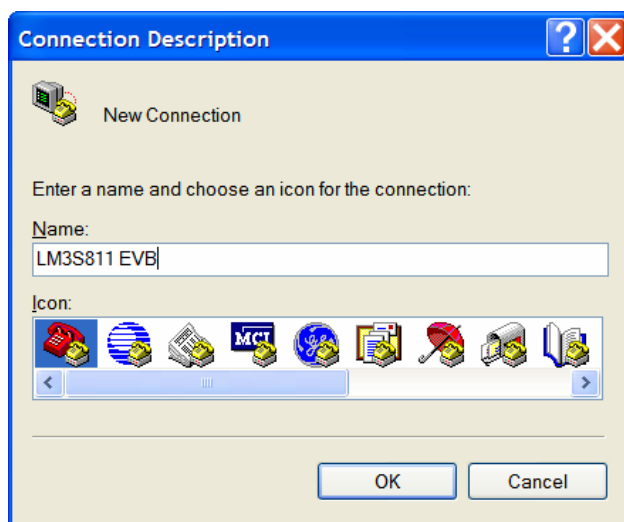 Connection Description
New Connection
Enter a name and choose an icon for the connection:
Name:
LM3S811 EVB
Icon:
MCI
OK
Cancel